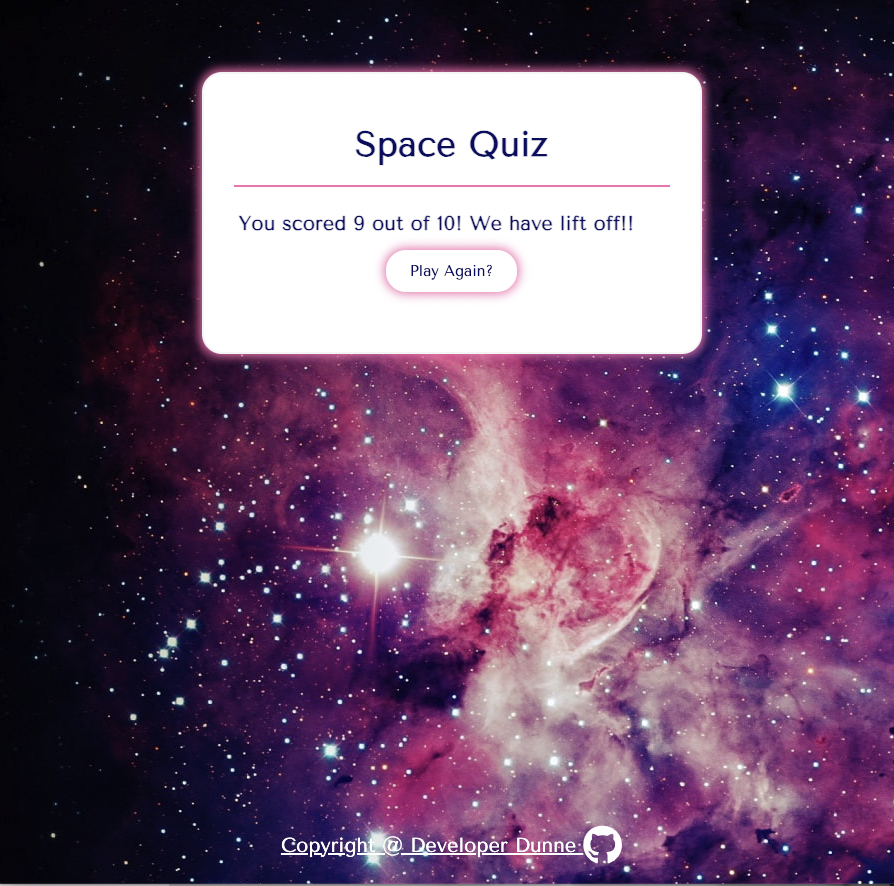 Space Quiz
You scored 9 out of 10! We have lift off!!
Play Again?
Copyright @ Developer Dunne